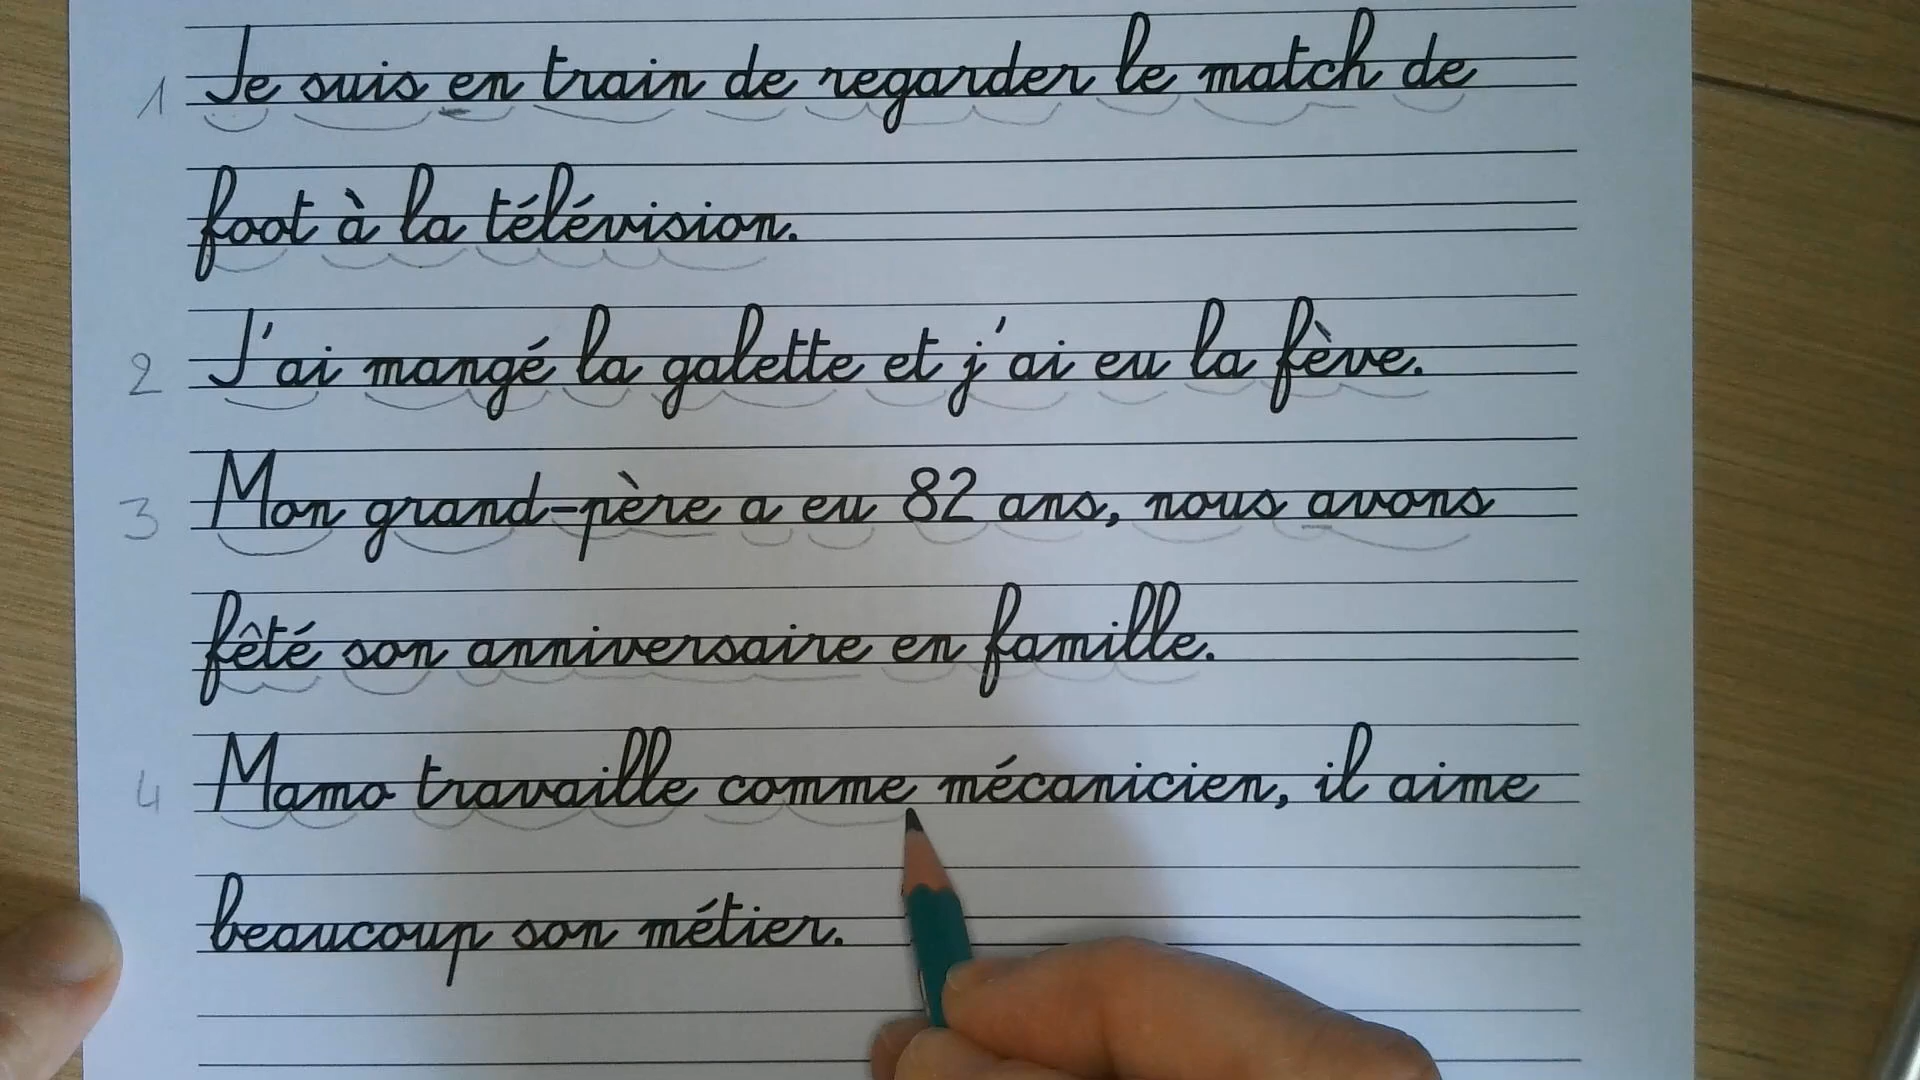 1 Je suis en train de regarder le match de
foot à la télévision.
2 J'ai mangé la galette et j'ai eu la fève.
3 Mon grand-père a eu 82 ans, nous avons
fêté son anniversaire en famille.
4 Mamo travaille comme mécanicien, il aime
beaucoup son métier.